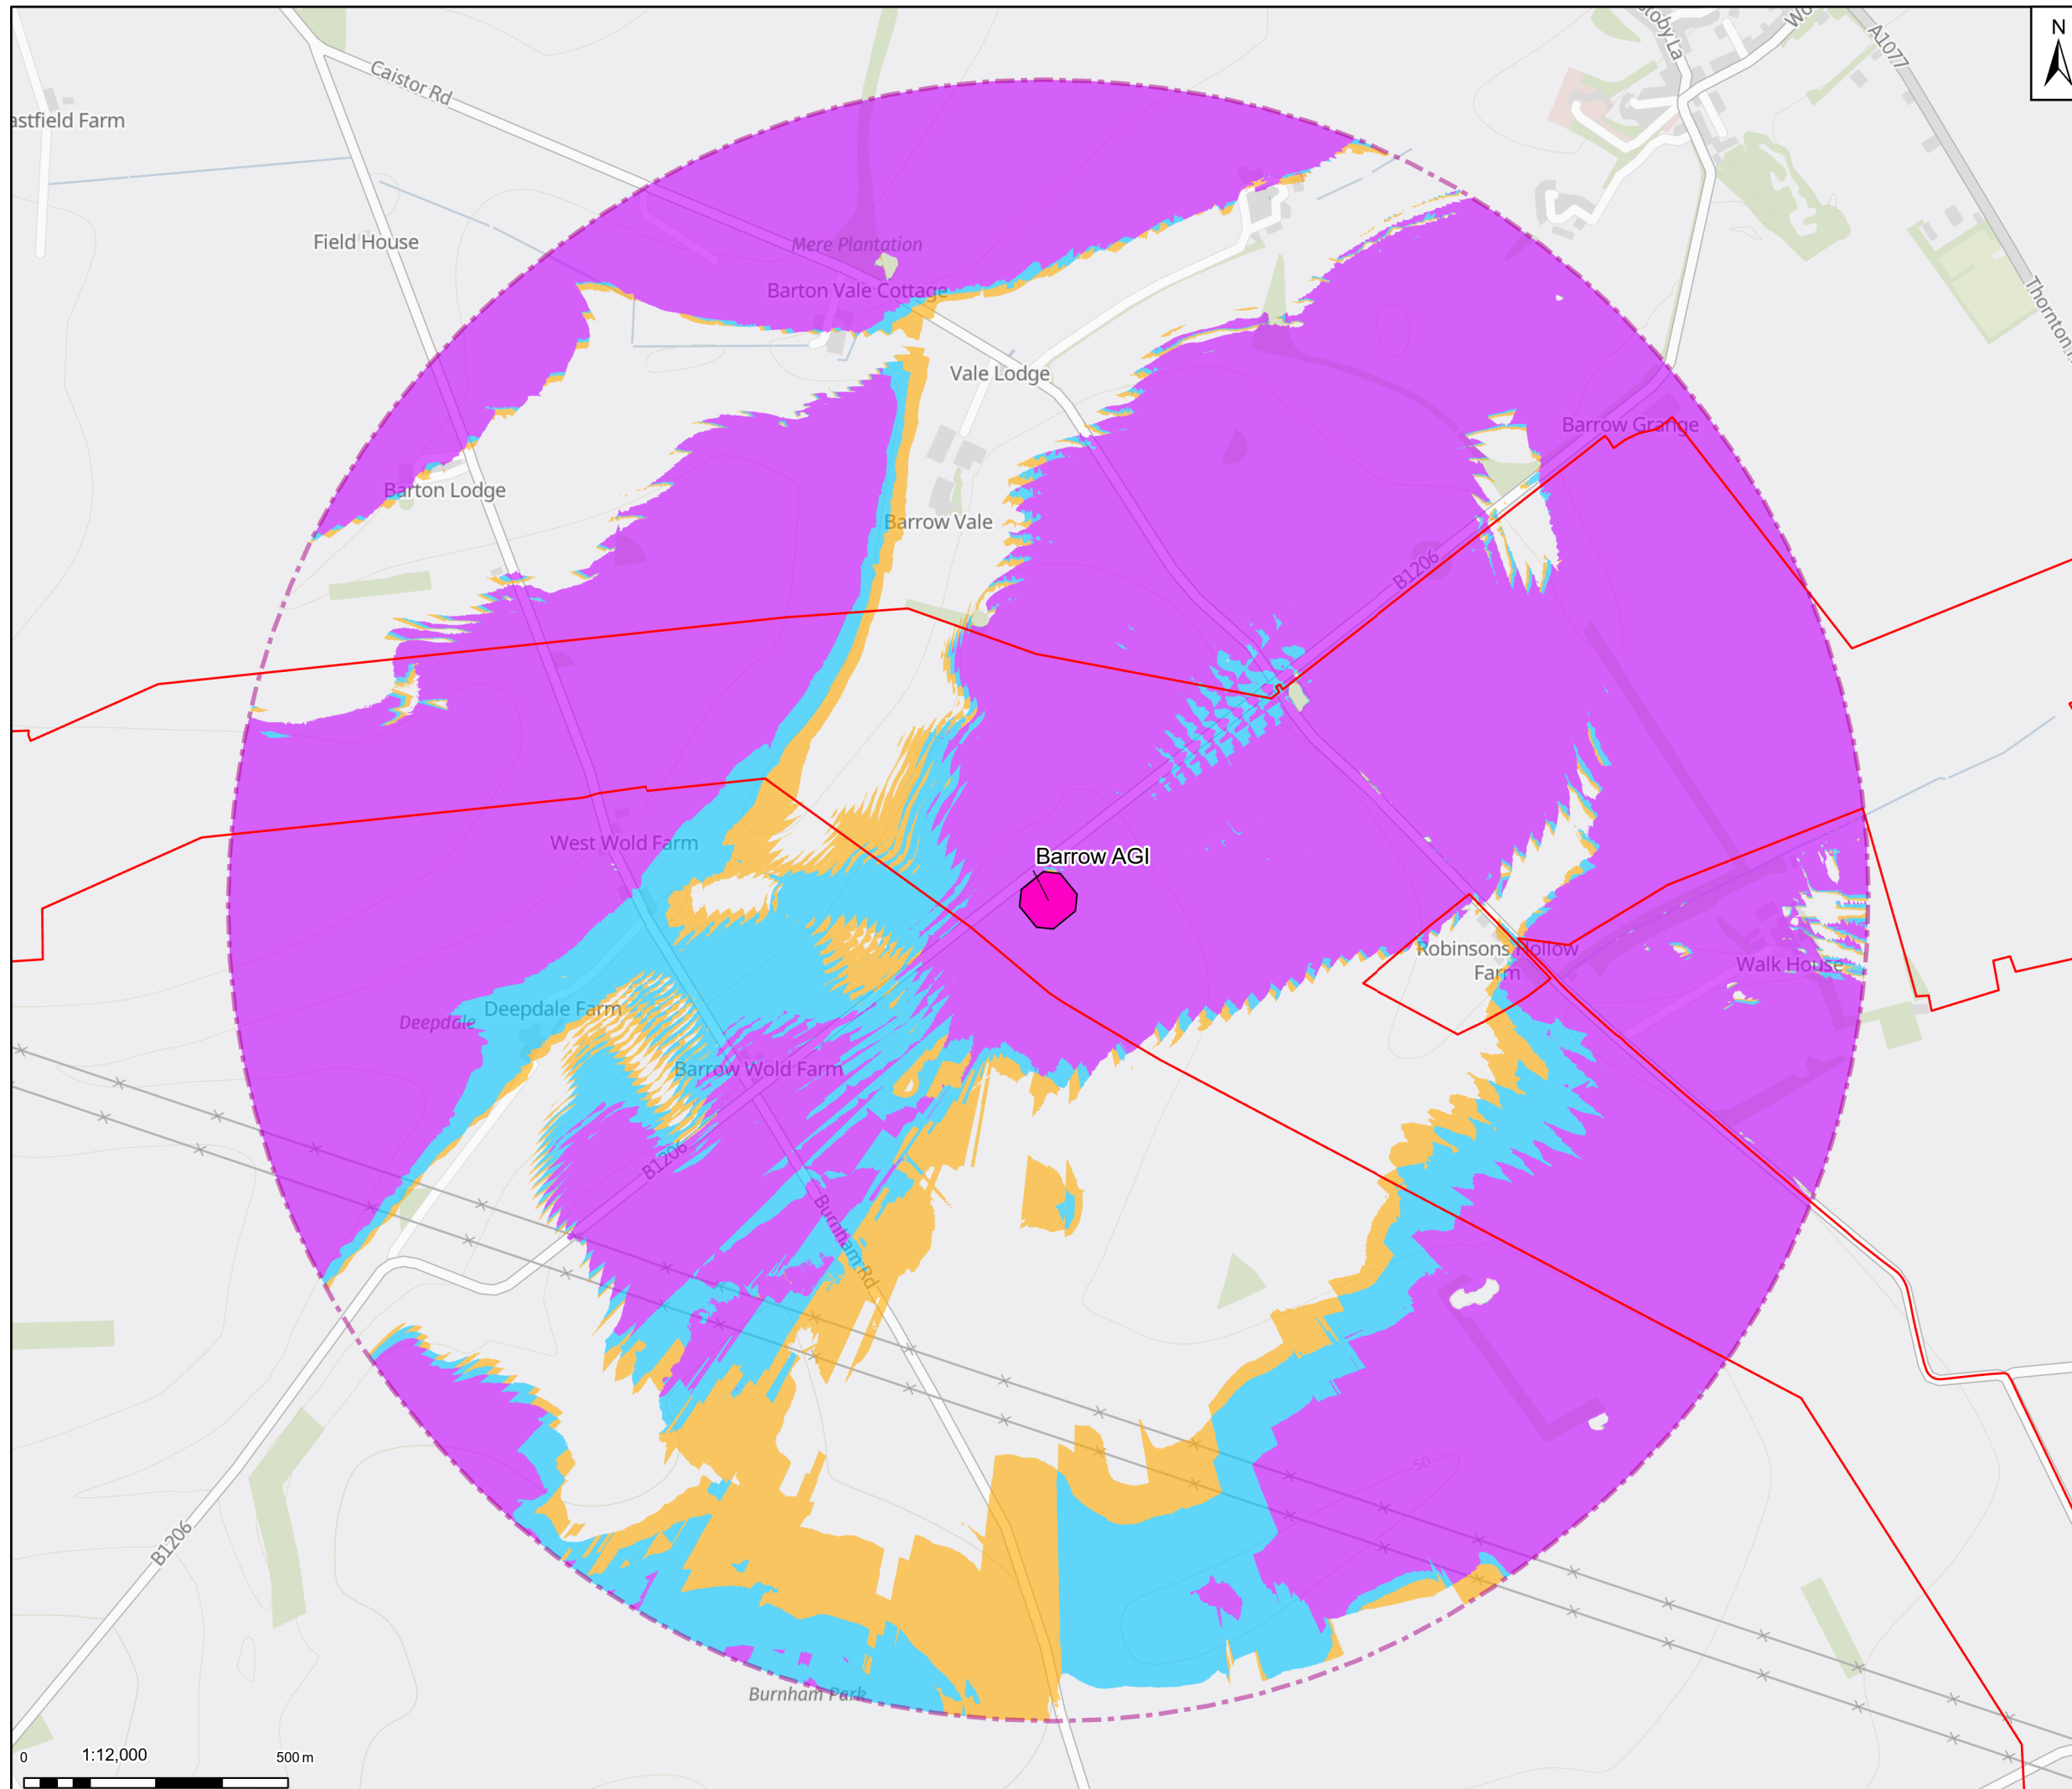 N
A1077
Caistor Rd
astfield Farm
Field House
Mere Plantation
Barton Vale Cottage
Thornton
Vale Lodge
Barrow Grange
Barton Lodge
Barrow Vale
B1206
West Wold Farm
Barrow AGI
Robinsons Hollow
Farm
Walk House
Deepdale Farm
Deepdale
Barrow Wold Farm
B1206
Burnham Rd
50
B1206
Burnham Park
0
1:12,000
500 m